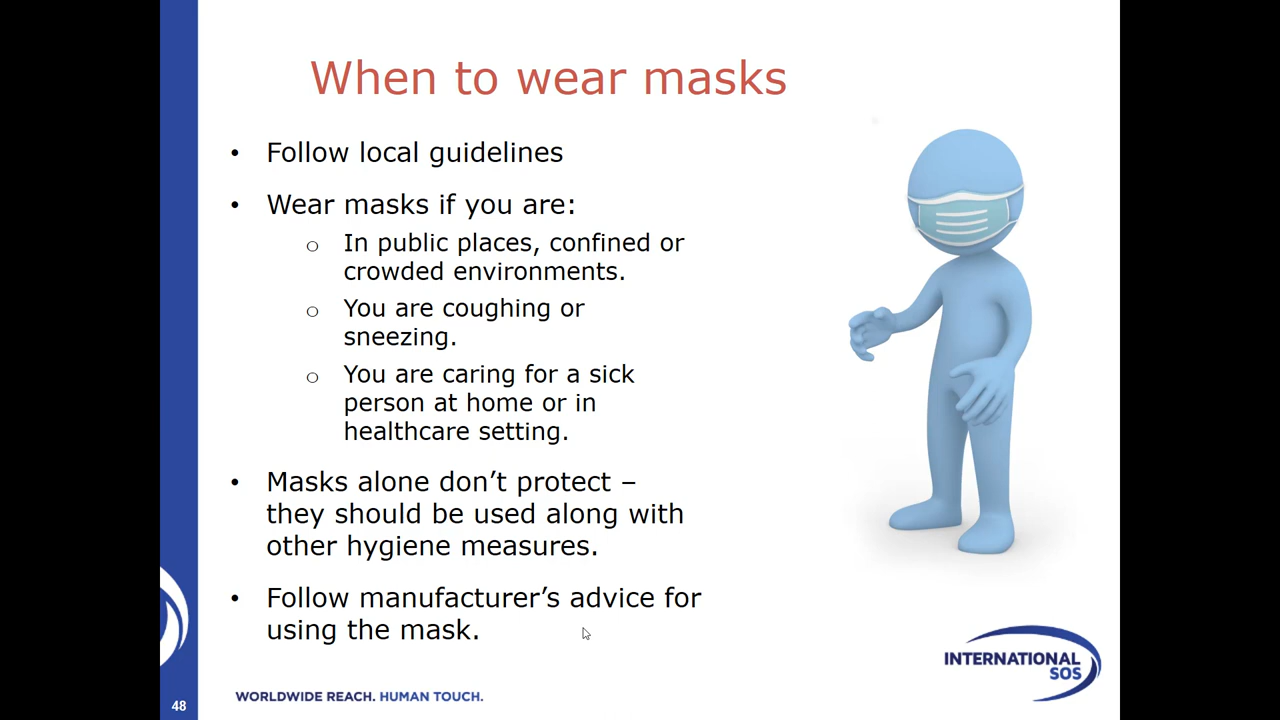 When to wear masks
• Follow local guidelines
• Wear masks if you are:
o In public places, confined or
crowded environments.
o You are coughing or
sneezing.
o You are caring for a sick
person at home or in
healthcare setting.
• Masks alone don’t protect –
they should be used along with
other hygiene measures.
• Follow manufacturer’s advice for
using the mask.
INTERNATIONAL
SOS
WORLDWIDE REACH. HUMAN TOUCH.
48